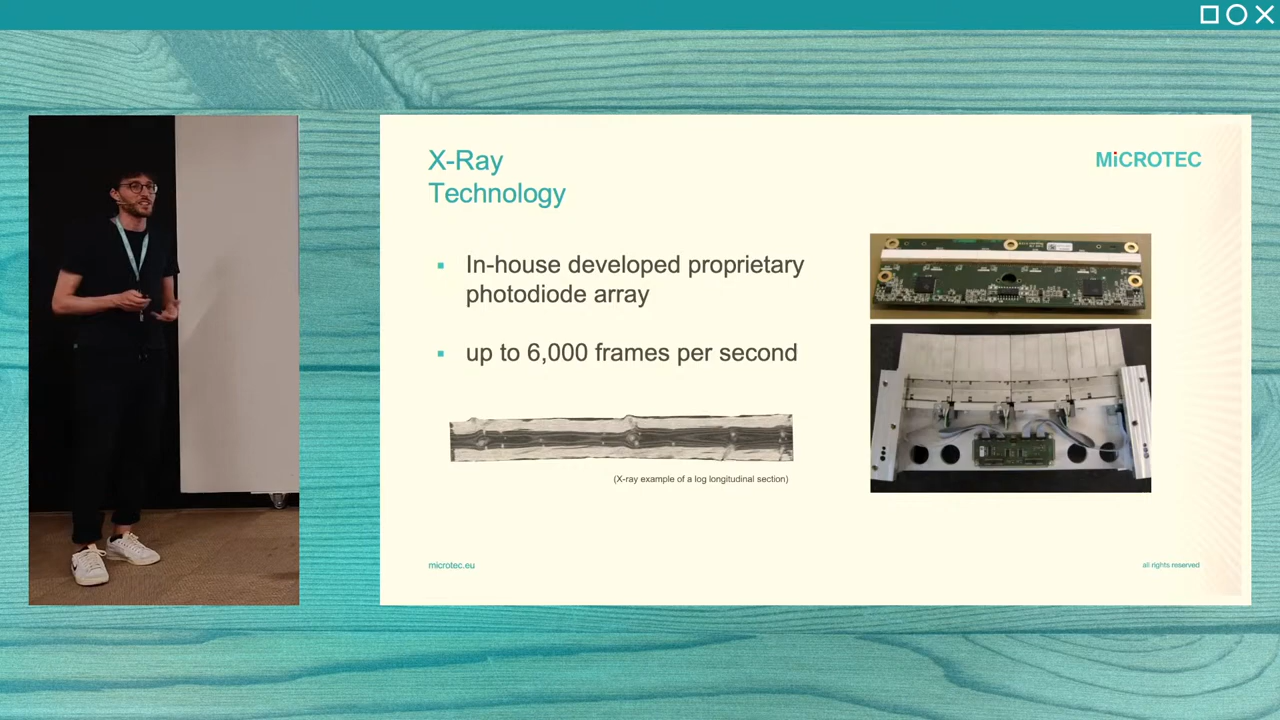 X-Ray
Technology
MiCROTEC
In-house developed proprietary
photodiode array
up to 6,000 frames per second
(X-ray example of a log longitudinal section)
microtec.eu
all rights reserved